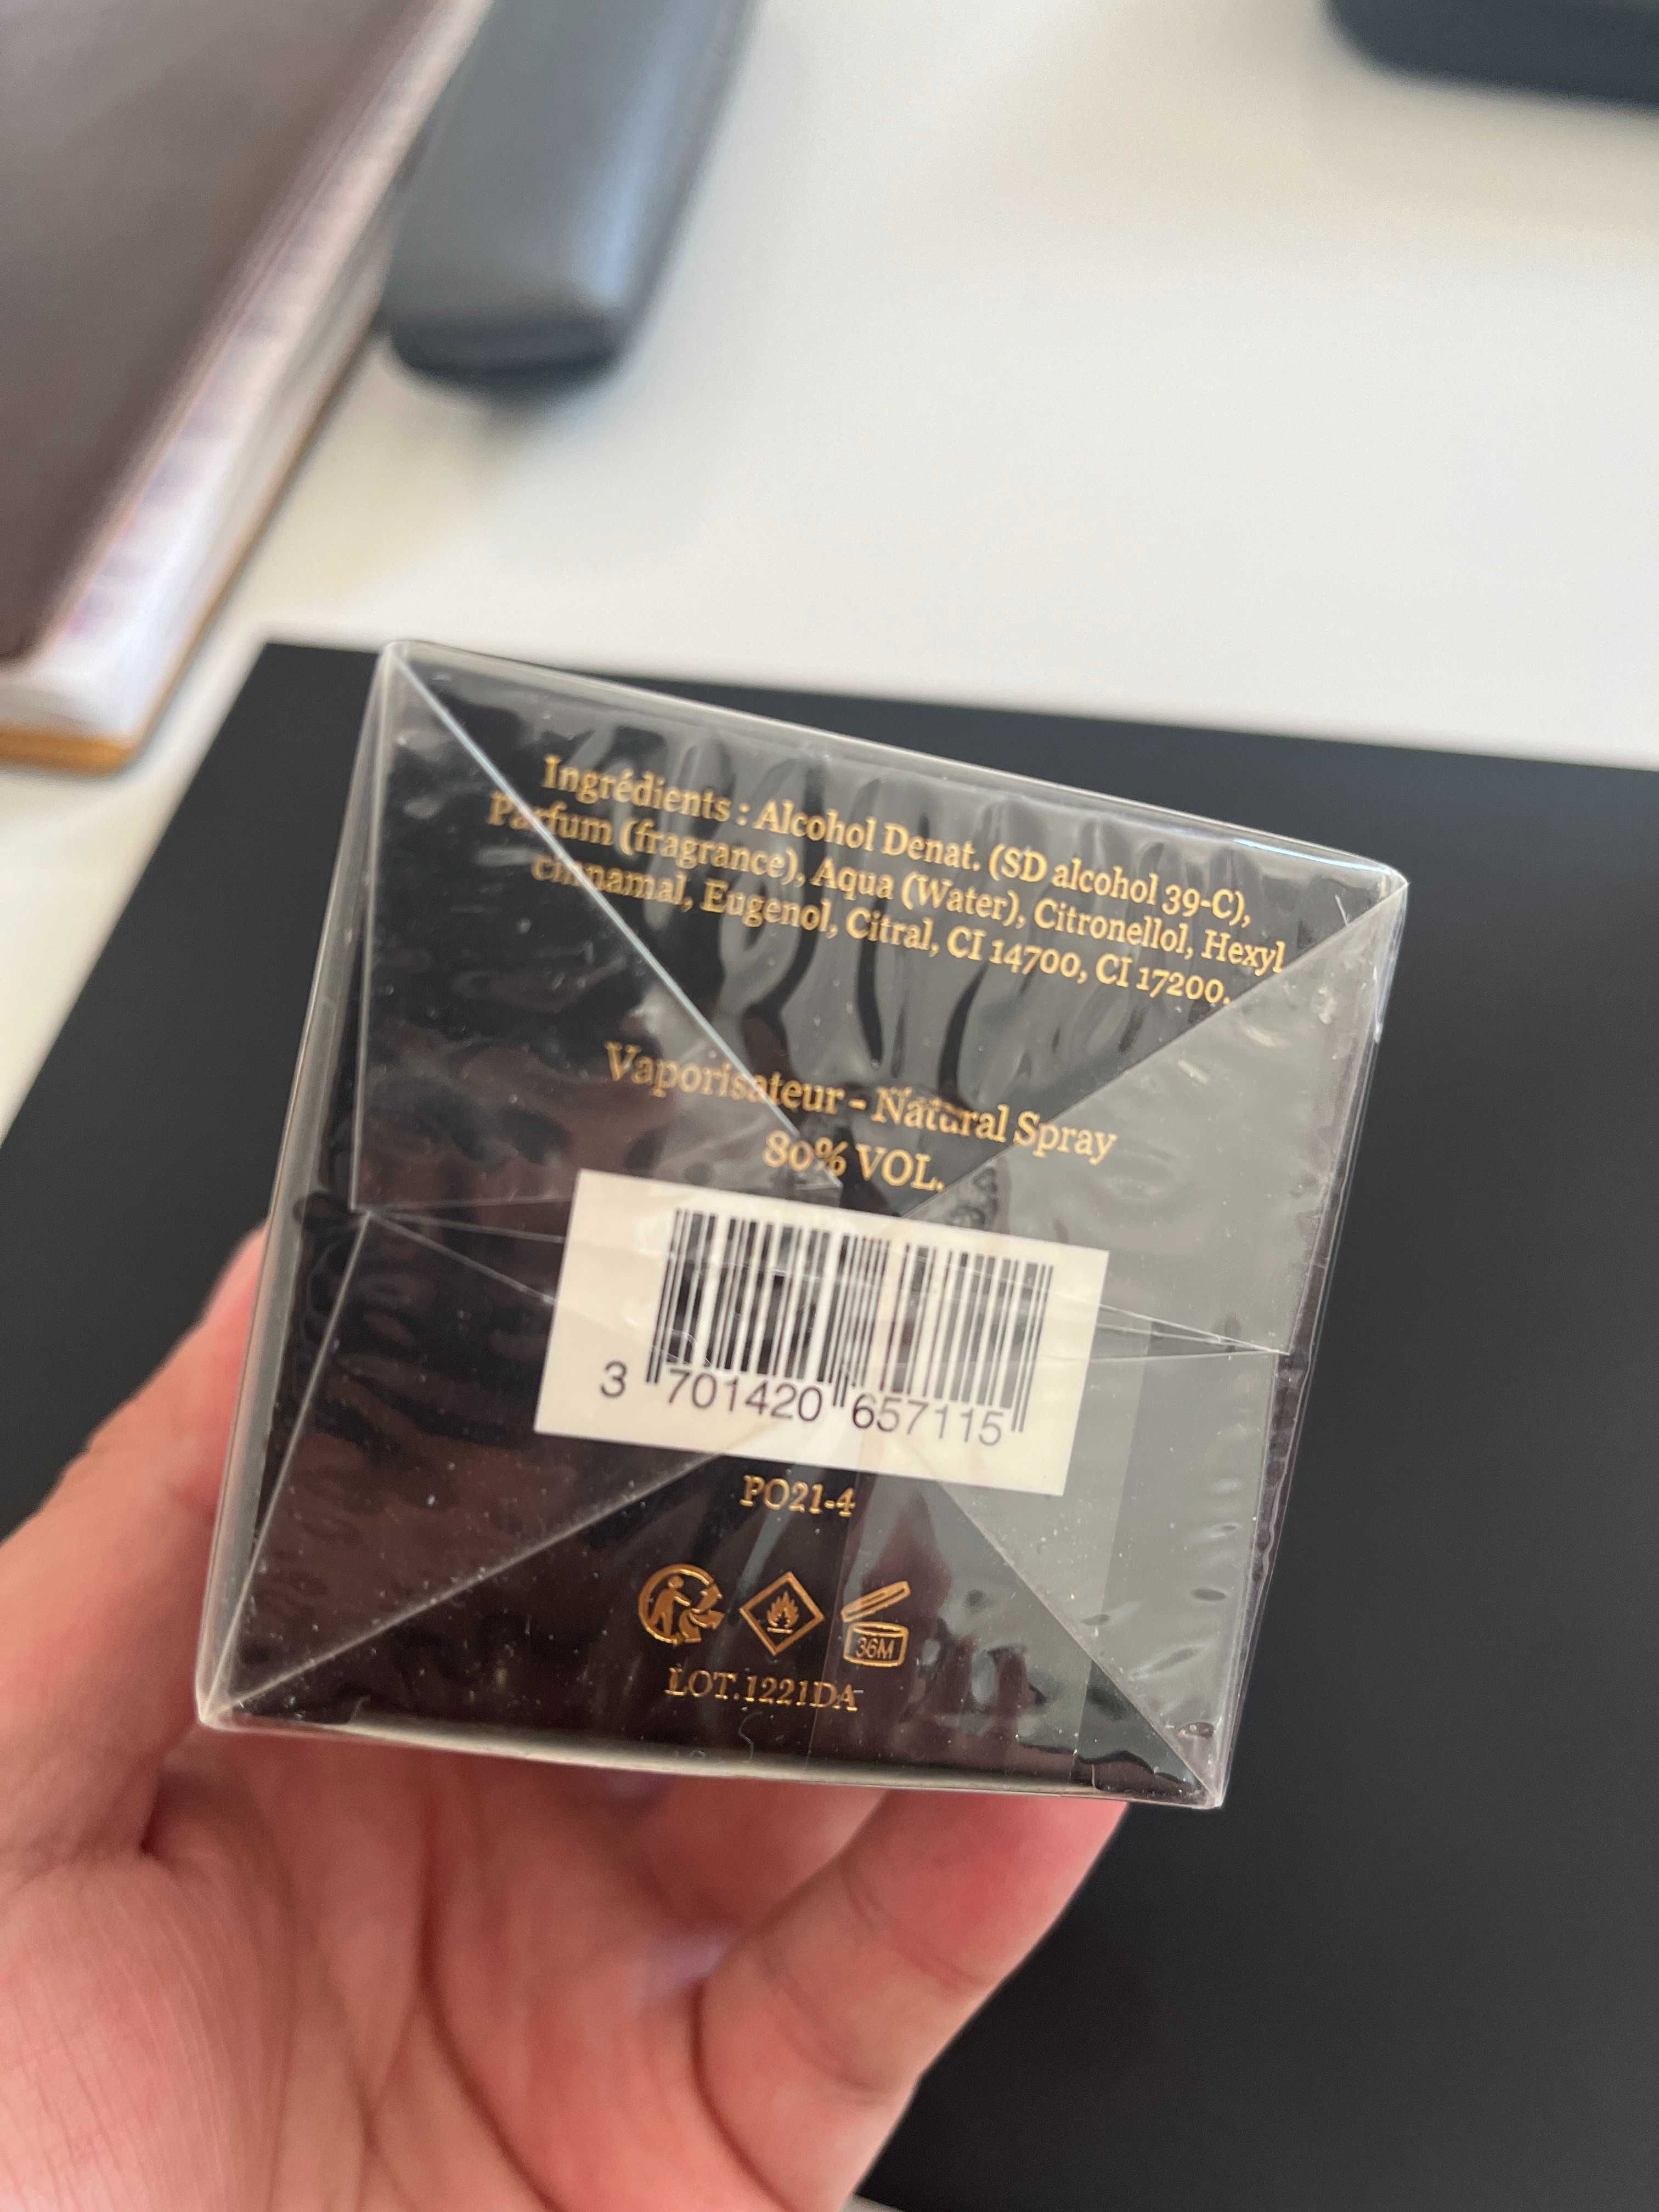 Ingrédients : Alcohol Denat. (SD alcohol 39-C),
Parfum (fragrance), Aqua (Water), Citronellol, Hexyl
cinnamal, Eugenol, Citral, CI 14700, CI 17200.
Vaporisateur - Natural Spray
80% VOL.
3 701420 657115
PO21-4
36M
LOT.1221DA